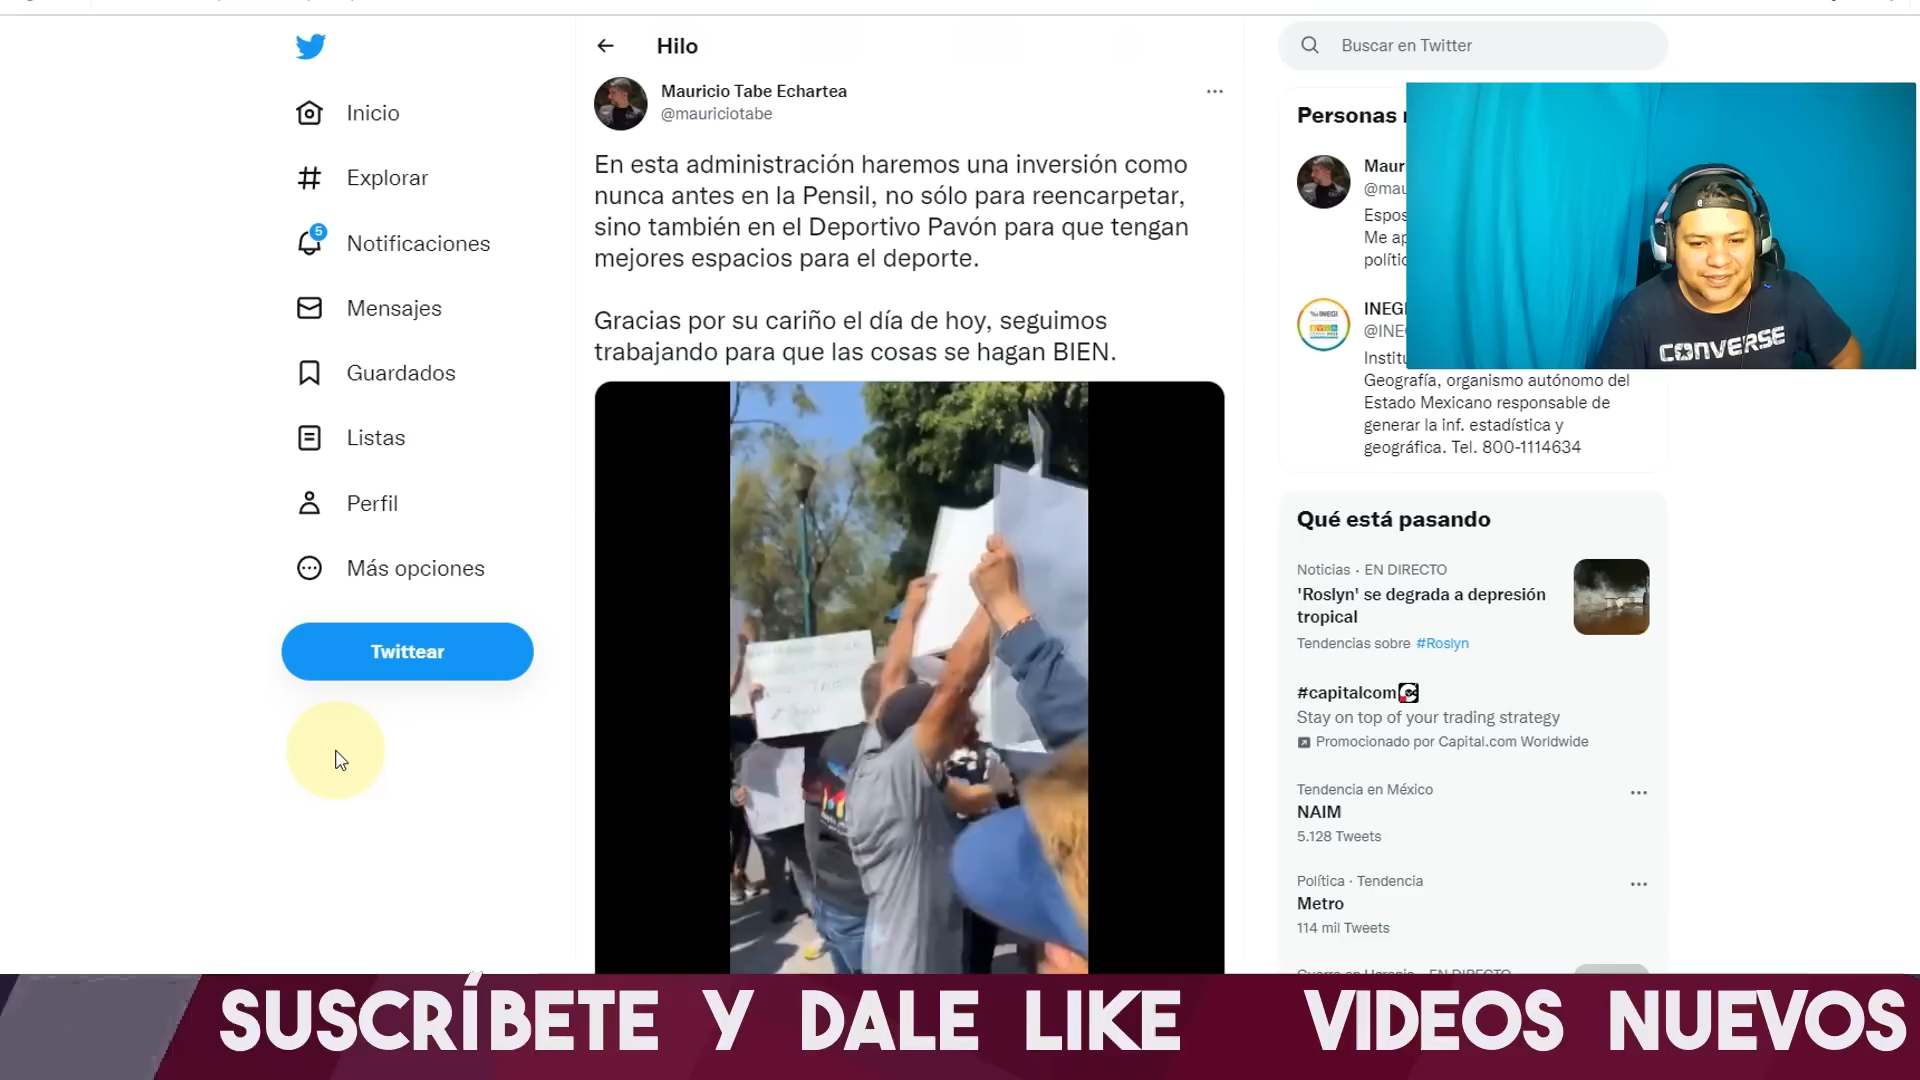 Inicio
Explorar
5
Notificaciones
Mensajes
Guardados
Listas
Perfil
Más opciones
Twittear
Hilo
Mauricio Tabe Echartea
@mauriciotabe
En esta administración haremos una inversión como
nunca antes en la Pensil, no sólo para reencarpetar,
sino también en el Deportivo Pavón para que tengan
mejores espacios para el deporte.
Gracias por su cariño el día de hoy, seguimos
trabajando para que las cosas se hagan BIEN.
Buscar en Twitter
Personas
Maur
@mau
Espos
Me ap
polític
INEGI
INEGI
@INE
Institu
Geografía, organismo autónomo del
Estado Mexicano responsable de
generar la inf. estadística y
geográfica. Tel. 800-1114634
CONVERSE
Qué está pasando
Noticias · EN DIRECTO
'Roslyn' se degrada a depresión
tropical
Tendencias sobre #Roslyn
#capitalcom
Stay on top of your trading strategy
Promocionado por Capital.com Worldwide
Tendencia en México
NAIM
5.128 Tweets
Política · Tendencia
Metro
114 mil Tweets
SUSCRÍBETE Y DALE LIKE VIDEOS NUEVOS